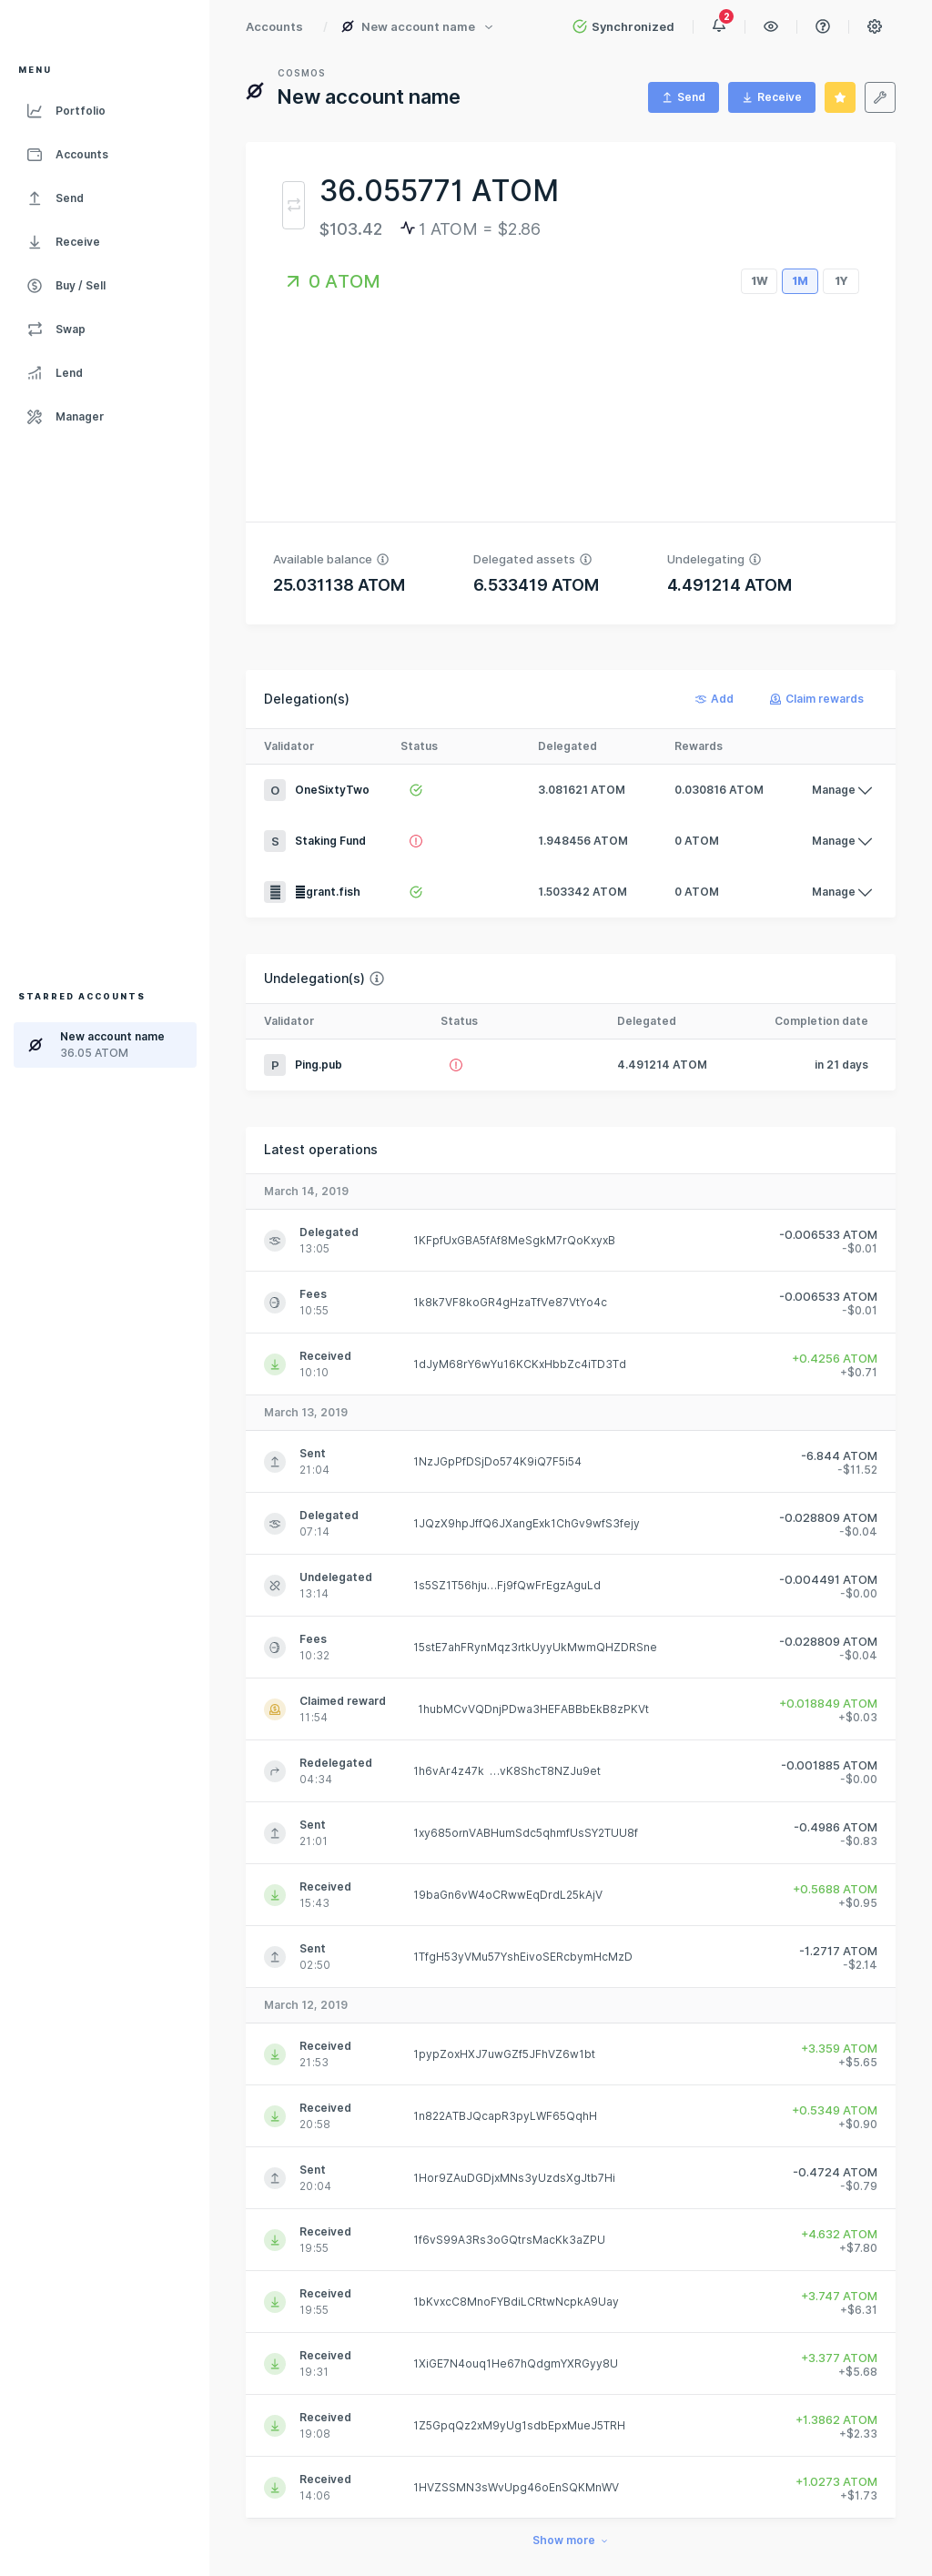 Accounts / New account name
Synchronized
2
MENU
Portfolio
Accounts
Send
Receive
Buy / Sell
Swap
Lend
Manager
STARRED ACCOUNTS
New account name
36.05 ATOM
COSMOS
New account name
Send
Receive
36.055771 ATOM
$103.42 1 ATOM = $2.86
0 ATOM
1W 1M 1Y
Available balance Delegated assets Undelegating
25.031138 ATOM 6.533419 ATOM 4.491214 ATOM
Delegation(s) Add Claim rewards
Validator Status Delegated Rewards
O OneSixtyTwo 3.081621 ATOM 0.030816 ATOM Manage
S Staking Fund 1.948456 ATOM 0 ATOM Manage
grant.fish 1.503342 ATOM 0 ATOM Manage
Undelegation(s)
Validator Status Delegated Completion date
P Ping.pub 4.491214 ATOM in 21 days
Latest operations
March 14, 2019
Delegated
13:05
1KFpfUxGBA5fAf8MeSgkM7rQoKxyxB
-0.006533 ATOM
-$0.01
Fees
10:55
1k8k7VF8koGR4gHzaTfVe87VtYo4c
-0.006533 ATOM
-$0.01
Received
10:10
1dJyM68rY6wYu16KCKxHbbZc4iTD3Td
+0.4256 ATOM
+$0.71
March 13, 2019
Sent
21:04
1NzJGpPfDSjDo574K9iQ7F5i54
-6.844 ATOM
-$11.52
Delegated
07:14
1JQzX9hpJffQ6JXangExk1ChGv9wfS3fejy
-0.028809 ATOM
-$0.04
Undelegated
13:14
1s5SZ1T56hju...Fj9fQwFrEgzAguLd
-0.004491 ATOM
-$0.00
Fees
10:32
15stE7ahFRynMqz3rtkUyyUkMwmQHZDRSne
-0.028809 ATOM
-$0.04
Claimed reward
11:54
1hubMCvVQDnjPDwa3HEFABBbEkB8zPKVt
+0.018849 ATOM
+$0.03
Redelegated
04:34
1h6vAr4z47k ...vK8ShcT8NZJu9et
-0.001885 ATOM
-$0.00
Sent
21:01
1xy685ornVABHumSdc5qhmfUsSY2TUU8f
-0.4986 ATOM
-$0.83
Received
15:43
19baGn6vW4oCRwwEqDrdL25kAjV
+0.5688 ATOM
+$0.95
Sent
02:50
1TfgH53yVMu57YshEivoSERcbymHcMzD
-1.2717 ATOM
-$2.14
March 12, 2019
Received
21:53
1pypZoxHXJ7uwGZf5JFhVZ6w1bt
+3.359 ATOM
+$5.65
Received
20:58
1n822ATBJQcapR3pyLWF65QqhH
+0.5349 ATOM
+$0.90
Sent
20:04
1Hor9ZAuDGDjxMNs3yUzdsXgJtb7Hi
-0.4724 ATOM
-$0.79
Received
19:55
1f6vS99A3Rs3oGQtrsMacKk3aZPU
+4.632 ATOM
+$7.80
Received
19:55
1bKvxcC8MnoFYBdiLCRtwNcpkA9Uay
+3.747 ATOM
+$6.31
Received
19:31
1XiGE7N4ouq1He67hQdgmYXRGyy8U
+3.377 ATOM
+$5.68
Received
19:08
1Z5GpqQz2xM9yUg1sdbEpxMueJ5TRH
+1.3862 ATOM
+$2.33
Received
14:06
1HVZSSMN3sWvUpg46oEnSQKMnWV
+1.0273 ATOM
+$1.73
Show more